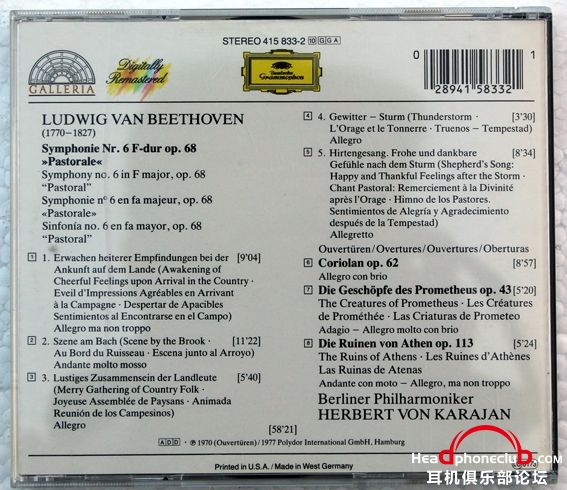 STEREO 415 833-2 10 G G A
GALLERIA
Digitally
Remastered
Deutsche
Grammophon
0
1
28941 58332
LUDWIG VAN BEETHOVEN
(1770–1827)
Symphonie Nr. 6 F-dur op. 68
»Pastorale«
Symphony no. 6 in F major, op. 68
“Pastoral”
Symphonie nº 6 en fa majeur, op. 68
«Pastorale»
Sinfonía no. 6 en fa mayor, op. 68
“Pastoral”
1 1. Erwachen heiterer Empfindungen bei der [9'04]
Ankunft auf dem Lande (Awakening of
Cheerful Feelings upon Arrival in the Country ·
Eveil d'Impressions Agréables en Arrivant
à la Campagne · Despertar de Apacibles
Sentimientos al Encontrarse en el Campo)
Allegro ma non troppo
2 2. Szene am Bach (Scene by the Brook · [11'22]
Au Bord du Ruisseau · Escena junto al Arroyo)
Andante molto mosso
3 3. Lustiges Zusammensein der Landleute [5'40]
(Merry Gathering of Country Folk ·
Joyeuse Assemblée de Paysans · Animada
Reunión de los Campesinos)
Allegro
[58'21]
4 4. Gewitter – Sturm (Thunderstorm · [3'30]
L'Orage et le Tonnerre · Truenos – Tempestad)
Allegro
5 5. Hirtengesang. Frohe und dankbare [8'34]
Gefühle nach dem Sturm (Shepherd's Song:
Happy and Thankful Feelings after the Storm ·
Chant Pastoral: Remerciement à la Divinité
après l'Orage · Himno de los Pastores.
Sentimientos de Alegría y Agradecimiento
después de la Tempestad)
Allegretto
Ouvertüren/Overtures/Ouvertures/Oberturas
6 Coriolan op. 62 [8'57]
Allegro con brio
7 Die Geschöpfe des Prometheus op. 43 [5'20]
The Creatures of Prometheus · Les Créatures
de Prométhée · Las Criaturas de Prometeo
Adagio – Allegro molto con brio
8 Die Ruinen von Athen op. 113 [5'24]
The Ruins of Athens · Les Ruines d'Athènes
Las Ruinas de Atenas
Andante con moto – Allegro, ma non troppo
Berliner Philharmoniker
HERBERT VON KARAJAN
ADD ℗ 1970 (Ouvertüren) / 1977 Polydor International GmbH, Hamburg
Printed in U.S.A. / Made in West Germany
Headphoneclub.com
耳机俱乐部论坛